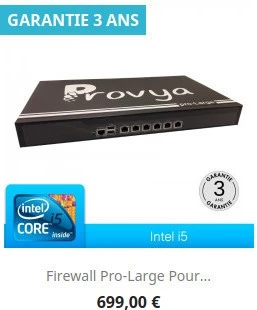 GARANTIE 3 ANS
Provya
pro-Large
GARANTIE
3
ANS
GARANTIE
intel
CORE i5
inside
Intel i5
Firewall Pro-Large Pour...
699,00 €